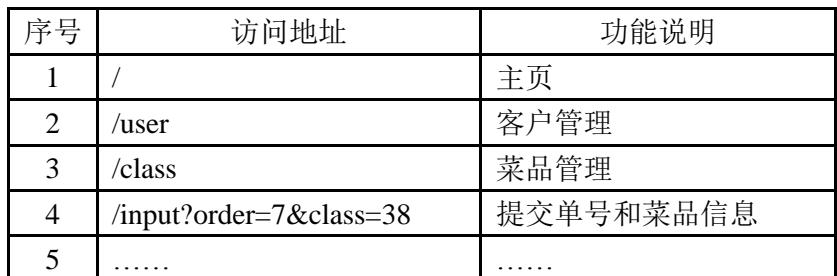 序号 访问地址 功能说明
1 / 主页
2 /user 客户管理
3 /class 菜品管理
4 /input?order=7&class=38 提交单号和菜品信息
5 …… ……